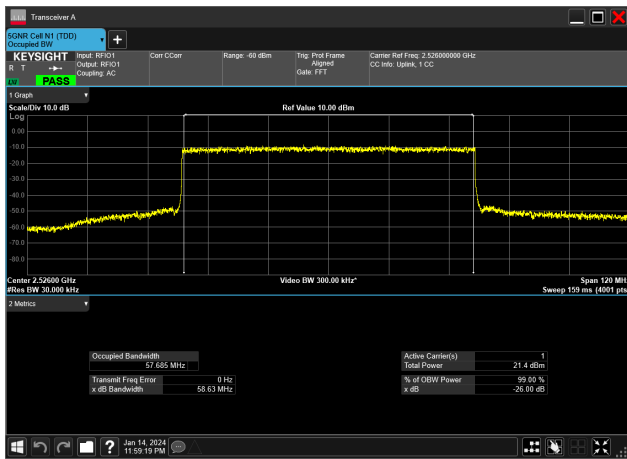 Transceiver A
5GNR Cell N1 (TDD)
Occupied BW
KEYSIGHT
R T
PASS
Input: RFIO1
Output: RFIO1
Coupling: AC
Corr CCorr
Range: -60 dBm
Trig: Prot Frame
Aligned
Gate: FFT
Carrier Ref Freq: 2.526000000 GHz
CC Info: Uplink, 1 CC
1 Graph
Scale/Div 10.0 dB
Ref Value 10.00 dBm
Log
0.00
-10.0
-20.0
-30.0
-40.0
-50.0
-60.0
-70.0
-80.0
Center 2.52600 GHz
Video BW 300.00 kHz*
Span 120 MH
#Res BW 30.000 kHz
Sweep 159 ms (4001 pts
2 Metrics
Occupied Bandwidth
57.685 MHz
Transmit Freq Error 0 Hz
x dB Bandwidth 58.63 MHz
Active Carrier(s) 1
Total Power 21.4 dBm
% of OBW Power 99.00 %
x dB -26.00 dB
Jan 14, 2024
11:59:19 PM